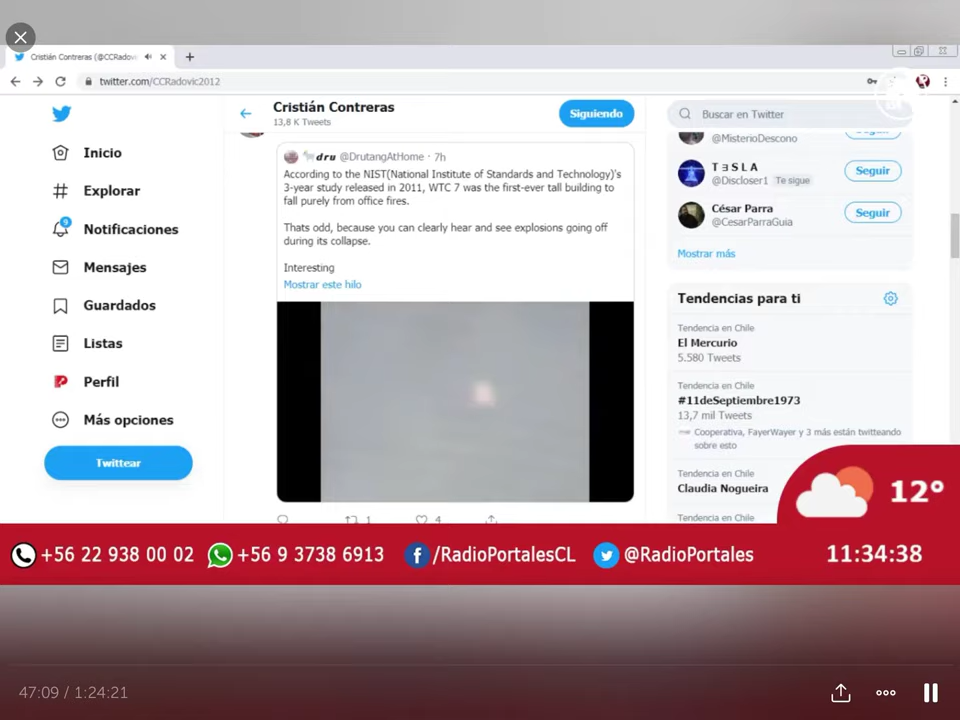 Cristián Contreras (@CCRadovi
twitter.com/CCRadovic2012
Cristián Contreras
13,8 K Tweets
Siguiendo
Buscar en Twitter
Inicio
Explorar
9
Notificaciones
Mensajes
Guardados
Listas
Perfil
Más opciones
Twittear
dru @DrutangAtHome · 7h
According to the NIST(National Institute of Standards and Technology)'s
3-year study released in 2011, WTC 7 was the first-ever tall building to
fall purely from office fires.
Thats odd, because you can clearly hear and see explosions going off
during its collapse.
Interesting
Mostrar este hilo
1
4
@MisterioDescono
T Ǝ S L A
@Discloser1 Te sigue
Seguir
César Parra
@CesarParraGuia
Seguir
Mostrar más
Tendencias para ti
Tendencia en Chile
El Mercurio
5.580 Tweets
Tendencia en Chile
#11deSeptiembre1973
13,7 mil Tweets
Cooperativa, FayerWayer y 3 más están twitteando
sobre esto
Tendencia en Chile
Claudia Nogueira
Tendencia en Chile
12°
+56 22 938 00 02 +56 9 3738 6913 /RadioPortalesCL @RadioPortales 11:34:38
47:09 / 1:24:21